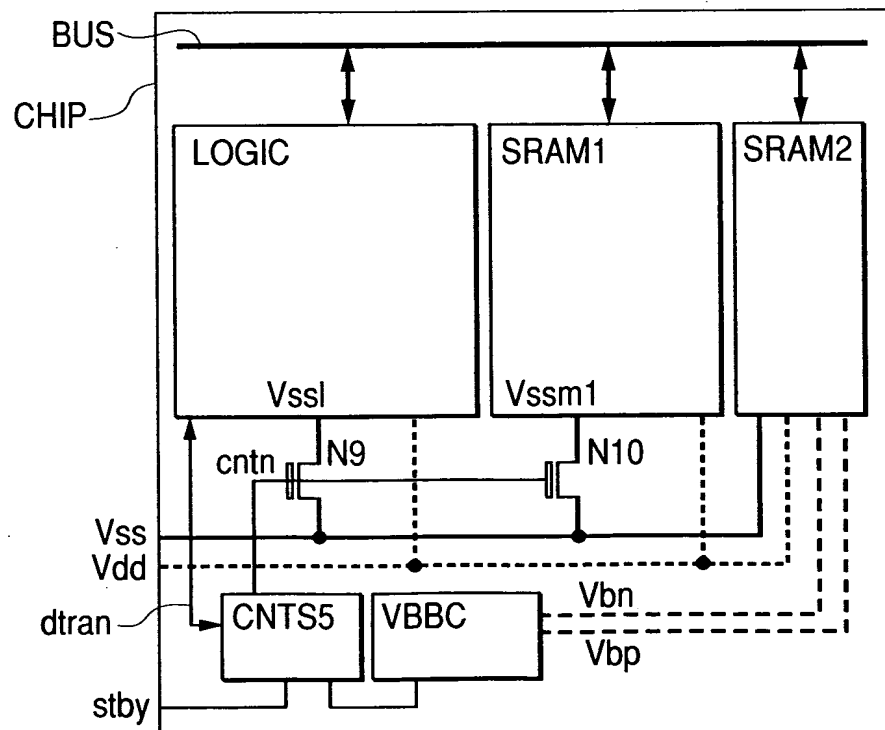 BUS
CHIP
LOGIC
SRAM1
SRAM2
Vssl
Vssm1
cntn
N9
N10
Vss
Vdd
dtran
CNTS5
VBBC
Vbn
Vbp
stby